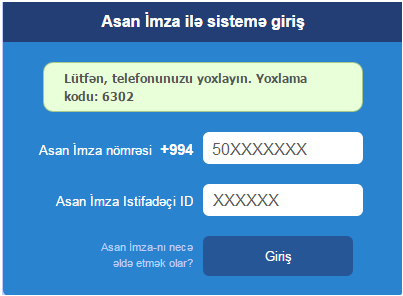 Asan İmza ilə sistemə giriş
Lütfən, telefonunuzu yoxlayın. Yoxlama
kodu: 6302
Asan İmza nömrəsi +994 50XXXXXXX
Asan İmza Istifadəçi ID XXXXXX
Asan İmza-nı necə
əldə etmək olar?
Giriş